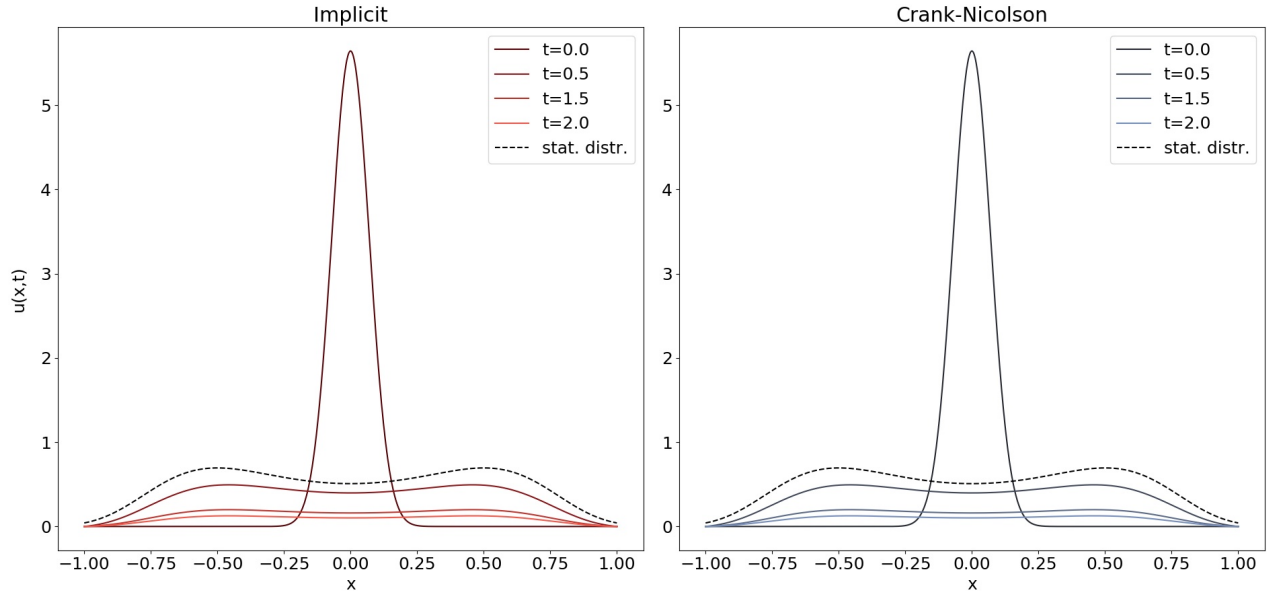 Implicit
u(x,t)
5
4
3
2
1
0
−1.00 −0.75 −0.50 −0.25 0.00 0.25 0.50 0.75 1.00
x
t=0.0
t=0.5
t=1.5
t=2.0
stat. distr.
Crank-Nicolson
5
4
3
2
1
0
−1.00 −0.75 −0.50 −0.25 0.00 0.25 0.50 0.75 1.00
x
t=0.0
t=0.5
t=1.5
t=2.0
stat. distr.